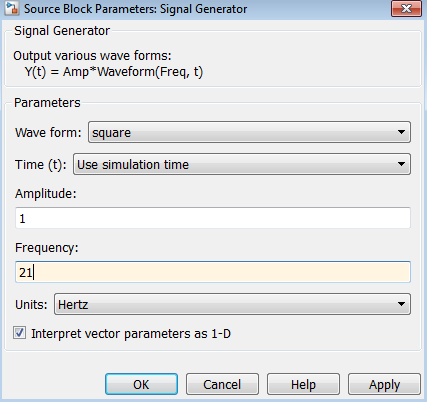 Source Block Parameters: Signal Generator
Signal Generator
Output various wave forms:
Y(t) = Amp*Waveform(Freq, t)
Parameters
Wave form: square
Time (t): Use simulation time
Amplitude:
1
Frequency:
21
Units: Hertz
Interpret vector parameters as 1-D
OK Cancel Help Apply